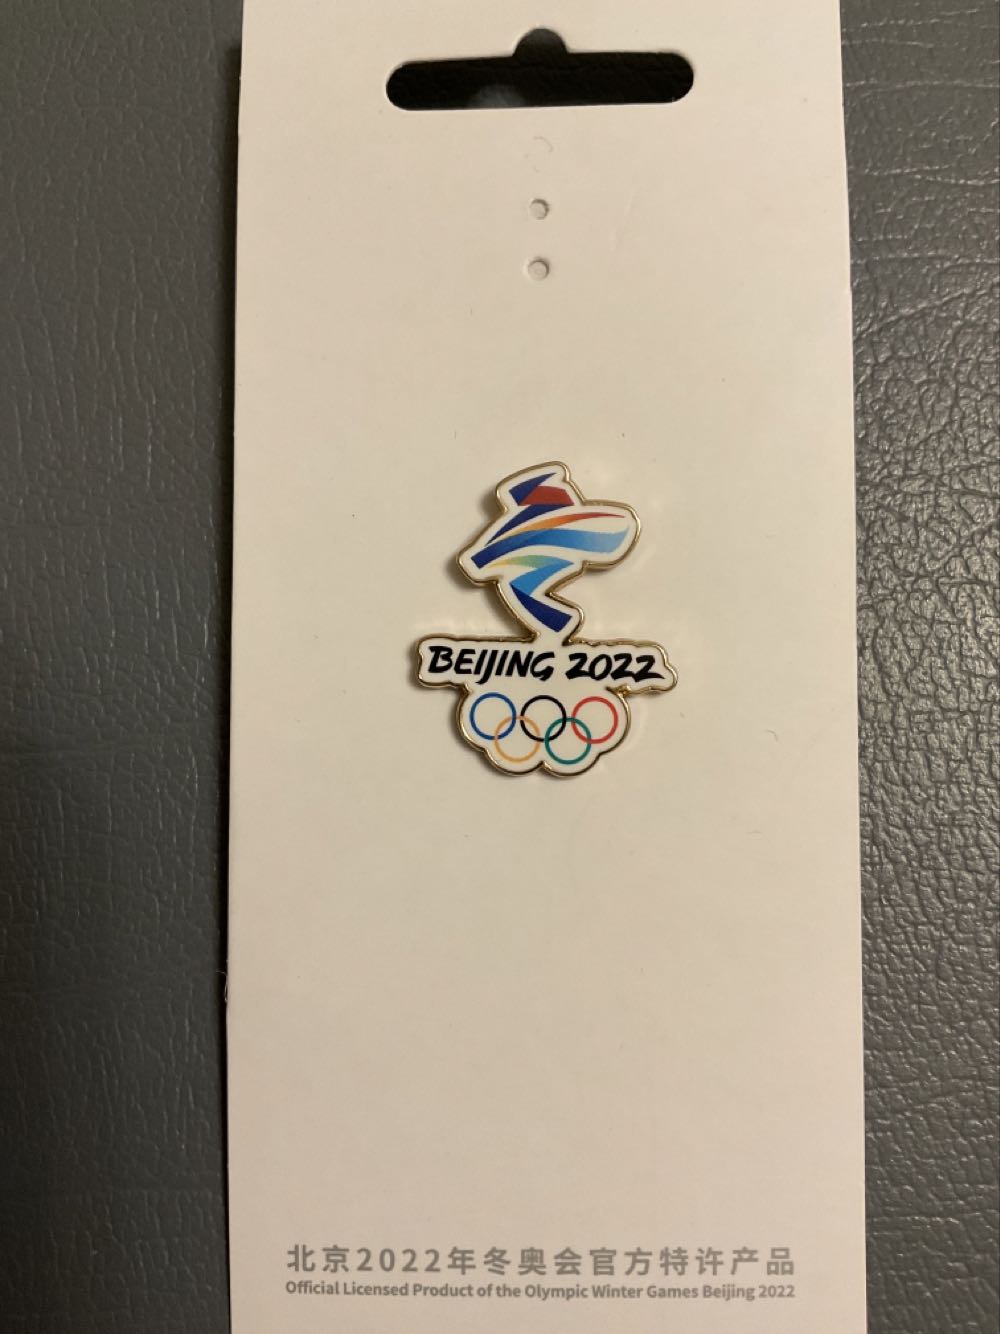 BEIJING 2022
北京2022年冬奥会官方特许产品
Official Licensed Product of the Olympic Winter Games Beijing 2022